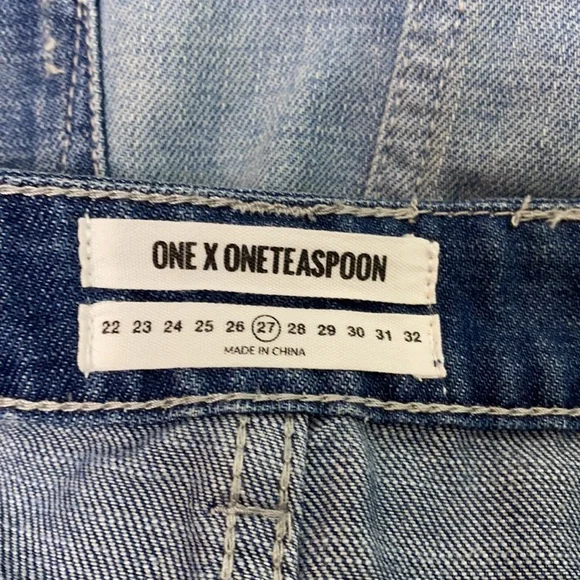 ONE X ONETEASPOON
22 23 24 25 26 27 28 29 30 31 32
MADE IN CHINA